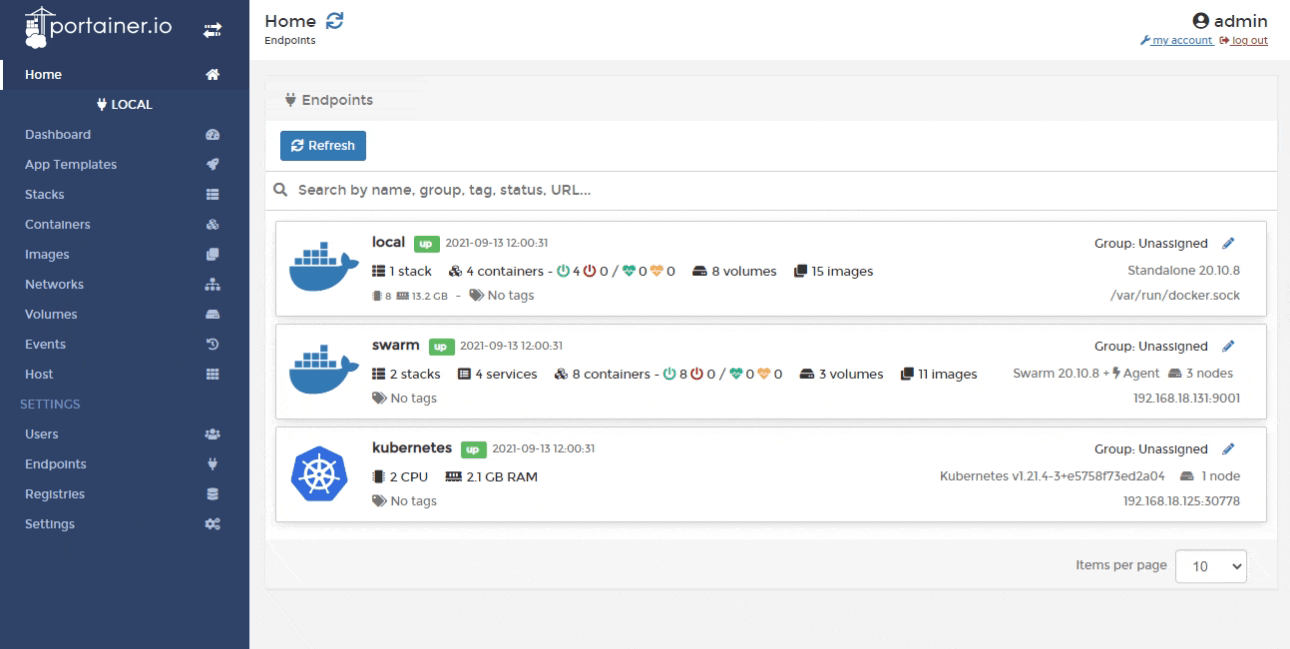 portainer.io
Home
LOCAL
Dashboard
App Templates
Stacks
Containers
Images
Networks
Volumes
Events
Host
SETTINGS
Users
Endpoints
Registries
Settings
Home
Endpoints
admin
my account log out
Endpoints
Refresh
Search by name, group, tag, status, URL...
local up 2021-09-13 12:00:31 Group: Unassigned
1 stack 4 containers - 4 0 / 0 0 8 volumes 15 images Standalone 20.10.8
8 13.2 GB - No tags /var/run/docker.sock
swarm up 2021-09-13 12:00:31 Group: Unassigned
2 stacks 4 services 8 containers - 8 0 / 0 0 3 volumes 11 images Swarm 20.10.8 + Agent 3 nodes
No tags 192.168.18.131:9001
kubernetes up 2021-09-13 12:00:31 Group: Unassigned
2 CPU 2.1 GB RAM Kubernetes v1.21.4-3+e5758f73ed2a04 1 node
No tags 192.168.18.125:30778
Items per page 10